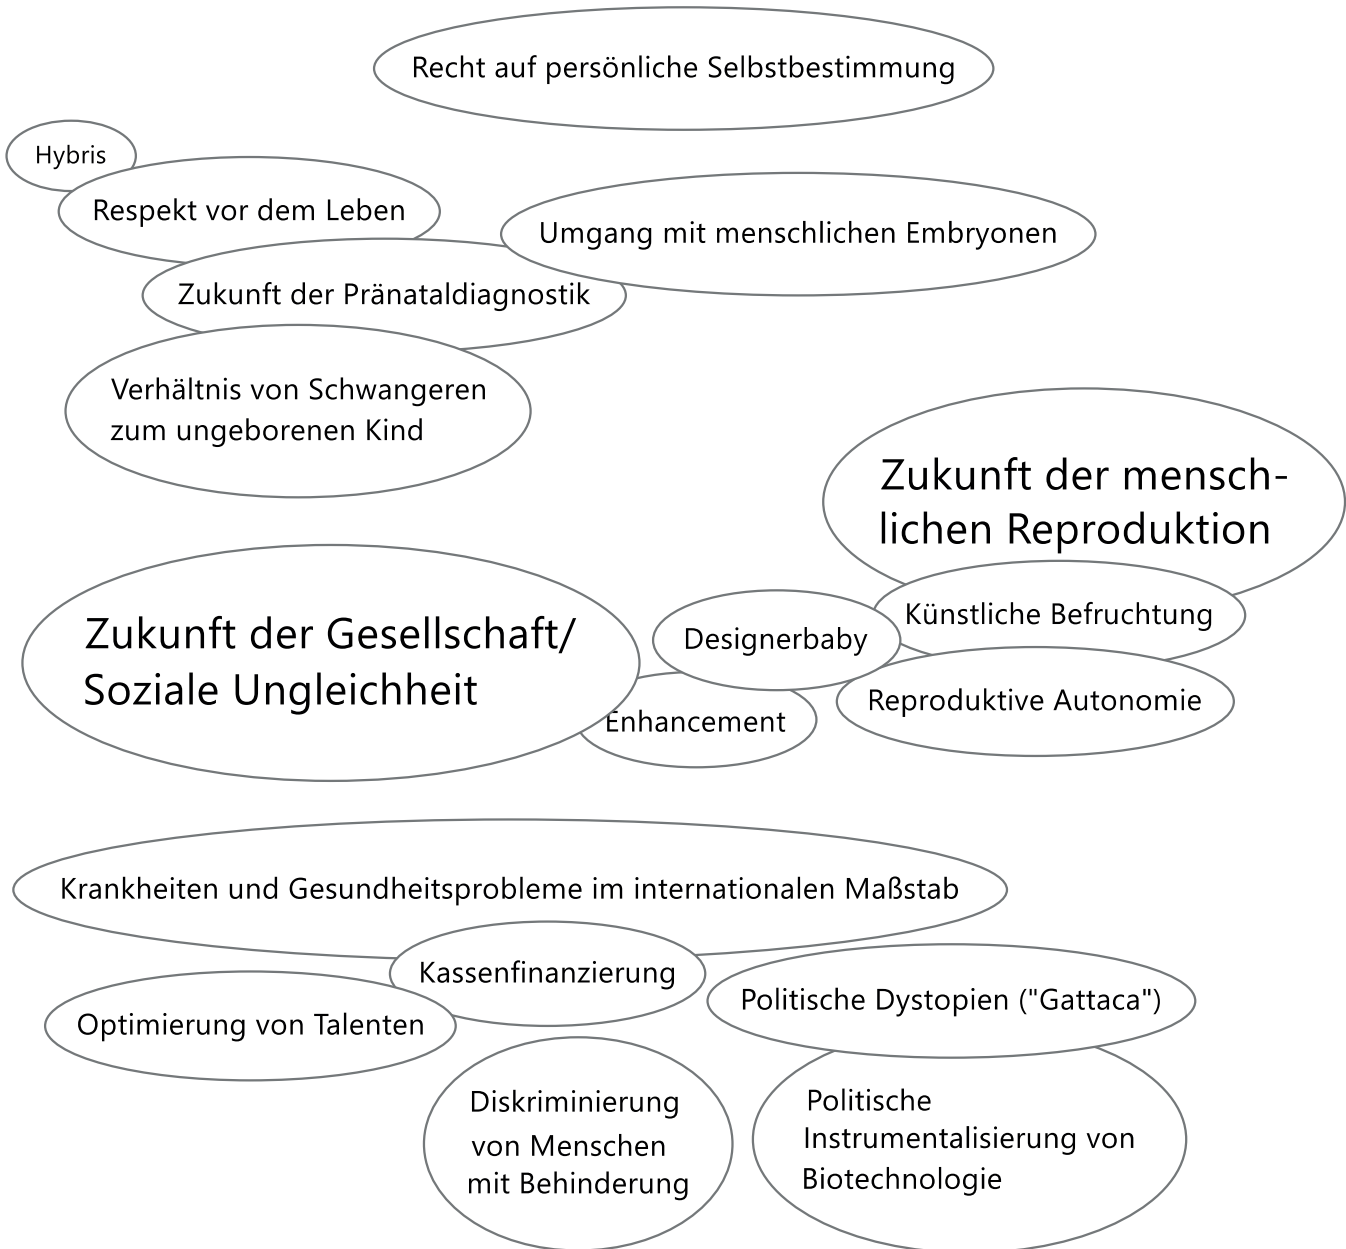 Recht auf persönliche Selbstbestimmung
Hybris
Respekt vor dem Leben
Umgang mit menschlichen Embryonen
Zukunft der Pränataldiagnostik
Verhältnis von Schwangeren
zum ungeborenen Kind
Zukunft der mensch-
lichen Reproduktion
Künstliche Befruchtung
Zukunft der Gesellschaft/
Soziale Ungleichheit
Designerbaby
Reproduktive Autonomie
Enhancement
Krankheiten und Gesundheitsprobleme im internationalen Maßstab
Kassenfinanzierung
Politische Dystopien ("Gattaca")
Optimierung von Talenten
Diskriminierung
von Menschen
mit Behinderung
Politische
Instrumentalisierung von
Biotechnologie